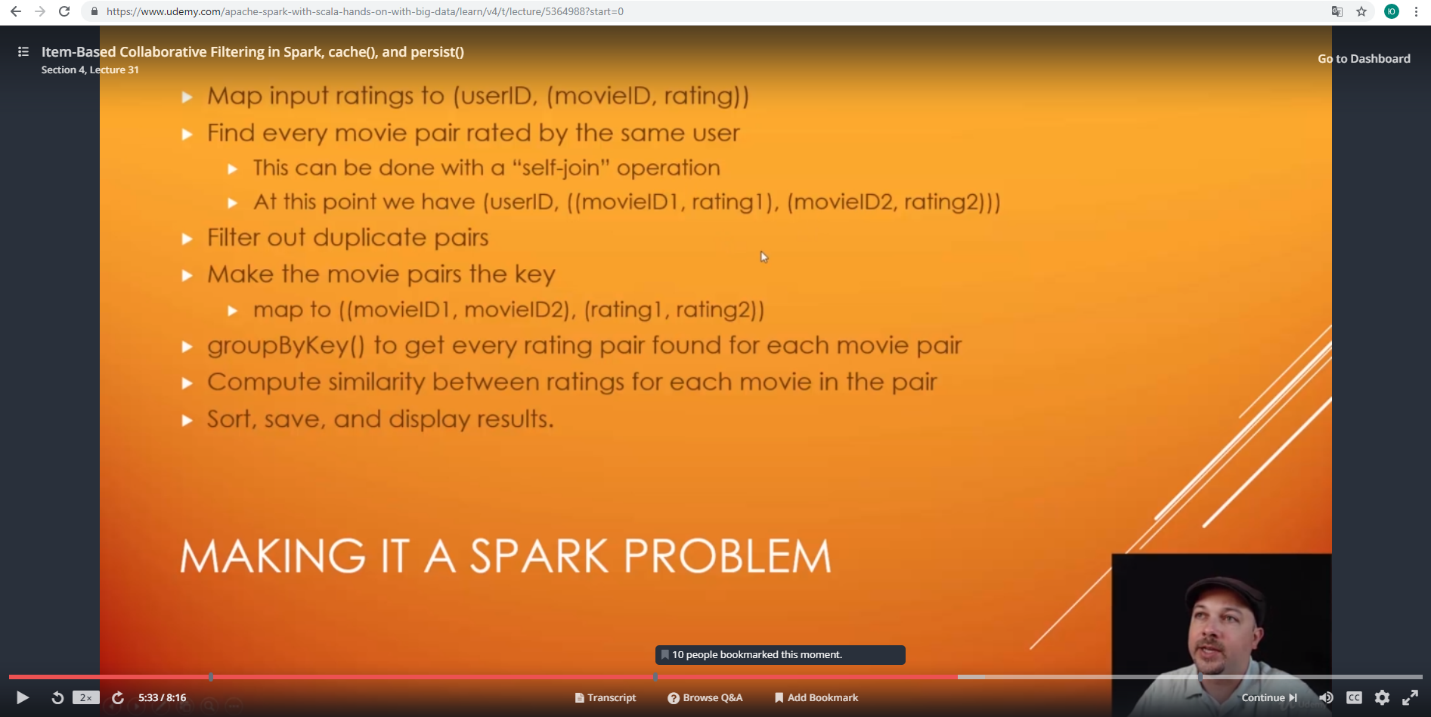 https://www.udemy.com/apache-spark-with-scala-hands-on-with-big-data/learn/v4/t/lecture/5364988?start=0
Ю
Item-Based Collaborative Filtering in Spark, cache(), and persist()
Section 4, Lecture 31
Go to Dashboard
Map input ratings to (userID, (movieID, rating))
Find every movie pair rated by the same user
This can be done with a “self-join” operation
At this point we have (userID, ((movieID1, rating1), (movieID2, rating2)))
Filter out duplicate pairs
Make the movie pairs the key
map to ((movieID1, movieID2), (rating1, rating2))
groupByKey() to get every rating pair found for each movie pair
Compute similarity between ratings for each movie in the pair
Sort, save, and display results.
MAKING IT A SPARK PROBLEM
10 people bookmarked this moment.
2x 5:33 / 8:16 Transcript Browse Q&A Add Bookmark Continue CC